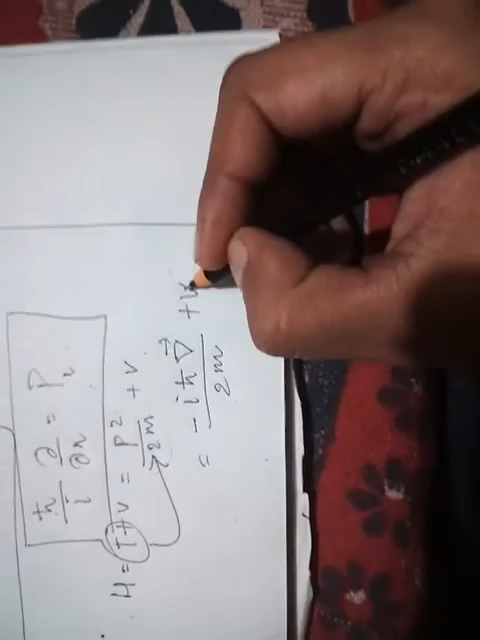 ħ/i ∂/∂x = Pₓ
H = T + V = P²/2m + V
= -iħ∇⃗/2m + V